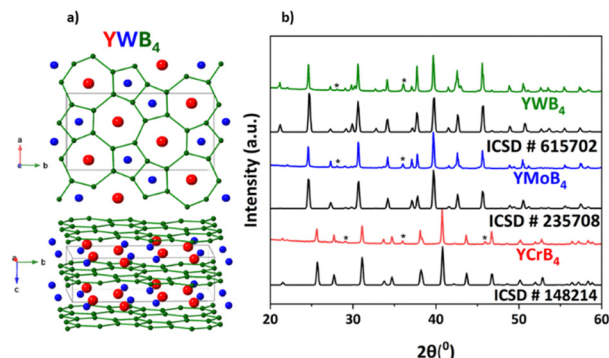 a)
YWB4
a
b
a
b
c
b)
Intensity (a.u.)
*
*
YWB4
ICSD # 615702
*
*
YMoB4
ICSD # 235708
*
*
*
YCrB4
ICSD # 148214
20 30 40 50 60
2θ(⁰)